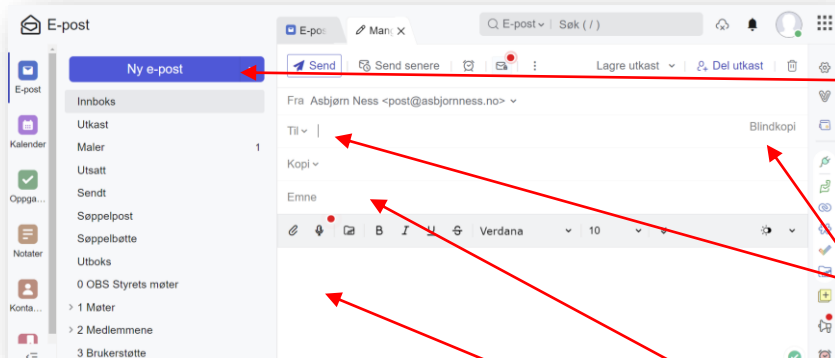 E-post
E-pos
Mang
E-post
Søk ( / )
E-post
Ny e-post
Send
Send senere
Lagre utkast
Del utkast
Innboks
Fra Asbjørn Ness <post@asbjornness.no>
Utkast
Til
Blindkopi
Kalender
Maler 1
Utsatt
Kopi
Oppga...
Sendt
Emne
Søppelpost
Søppelbøtte
B I U S Verdana 10
Notater
Utboks
0 OBS Styrets møter
Konta...
1 Møter
2 Medlemmene
3 Brukerstøtte